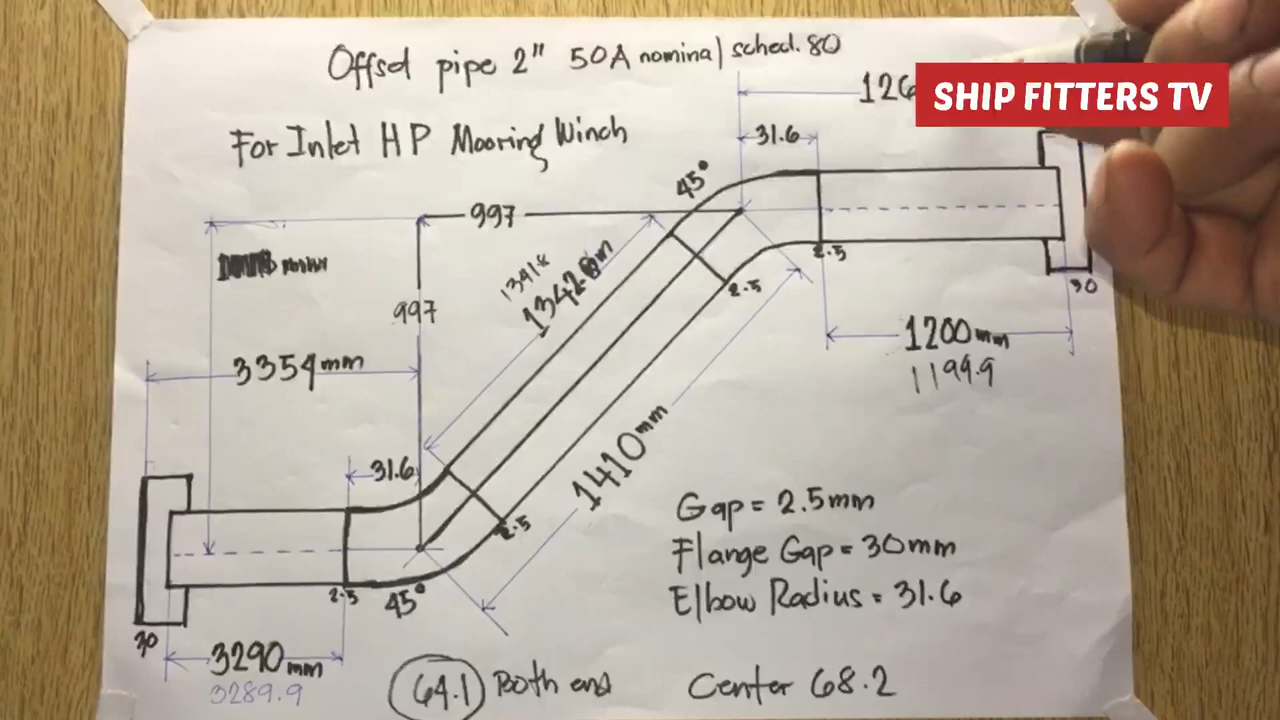 Offset pipe 2" 50A nominal sched. 80
126
SHIP FITTERS TV
For Inlet HP Mooring Winch
31.6
45°
997
2.5
1341.8
2.5
997
30
1200mm
3354mm
1199.9
1410mm
31.6
Gap = 2.5mm
2.5
Flange Gap = 30mm
2.5
45°
Elbow Radius = 31.6
30
3290mm
3289.9
64.1 Both end
Center 68.2